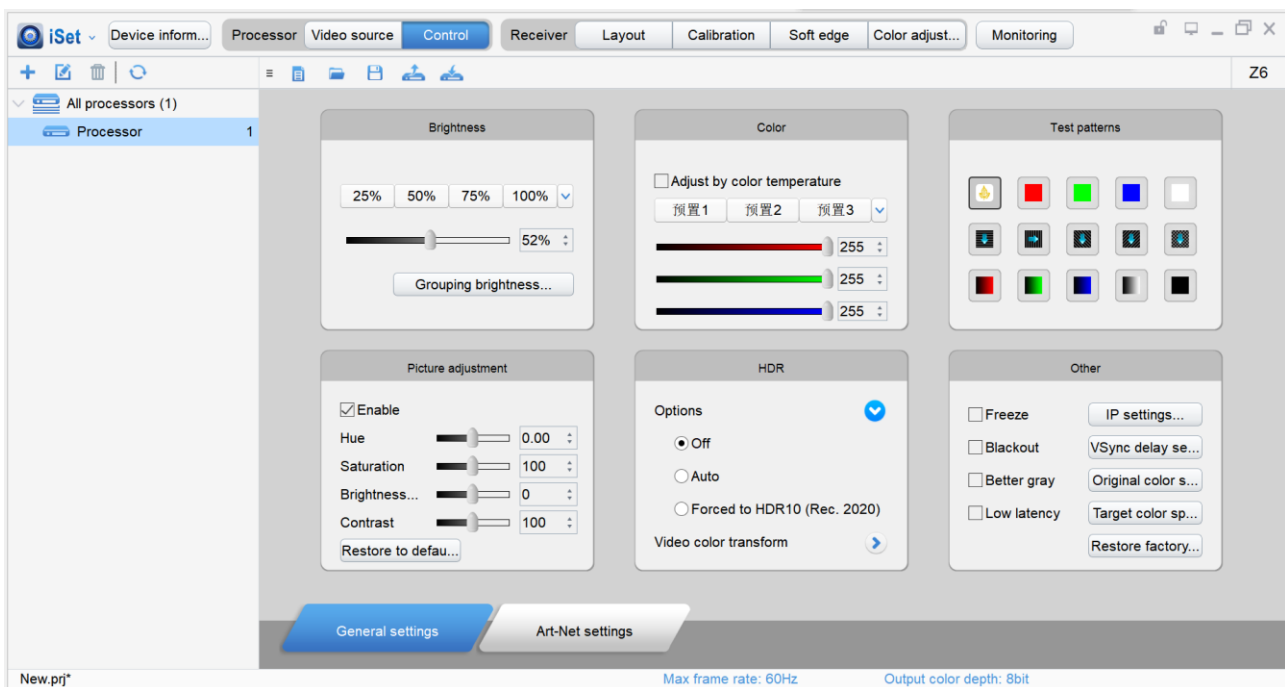 iSet Device inform... Processor Video source Control Receiver Layout Calibration Soft edge Color adjust... Monitoring
Z6
All processors (1)
Processor 1
Brightness
25% 50% 75% 100%
52%
Grouping brightness...
Color
Adjust by color temperature
预置1 预置2 预置3
255
255
255
Test patterns
Picture adjustment
Enable
Hue 0.00
Saturation 100
Brightness... 0
Contrast 100
Restore to defau...
HDR
Options
Off
Auto
Forced to HDR10 (Rec. 2020)
Video color transform
Other
Freeze IP settings...
Blackout VSync delay se...
Better gray Original color s...
Low latency Target color sp...
Restore factory...
General settings Art-Net settings
New.prj* Max frame rate: 60Hz Output color depth: 8bit